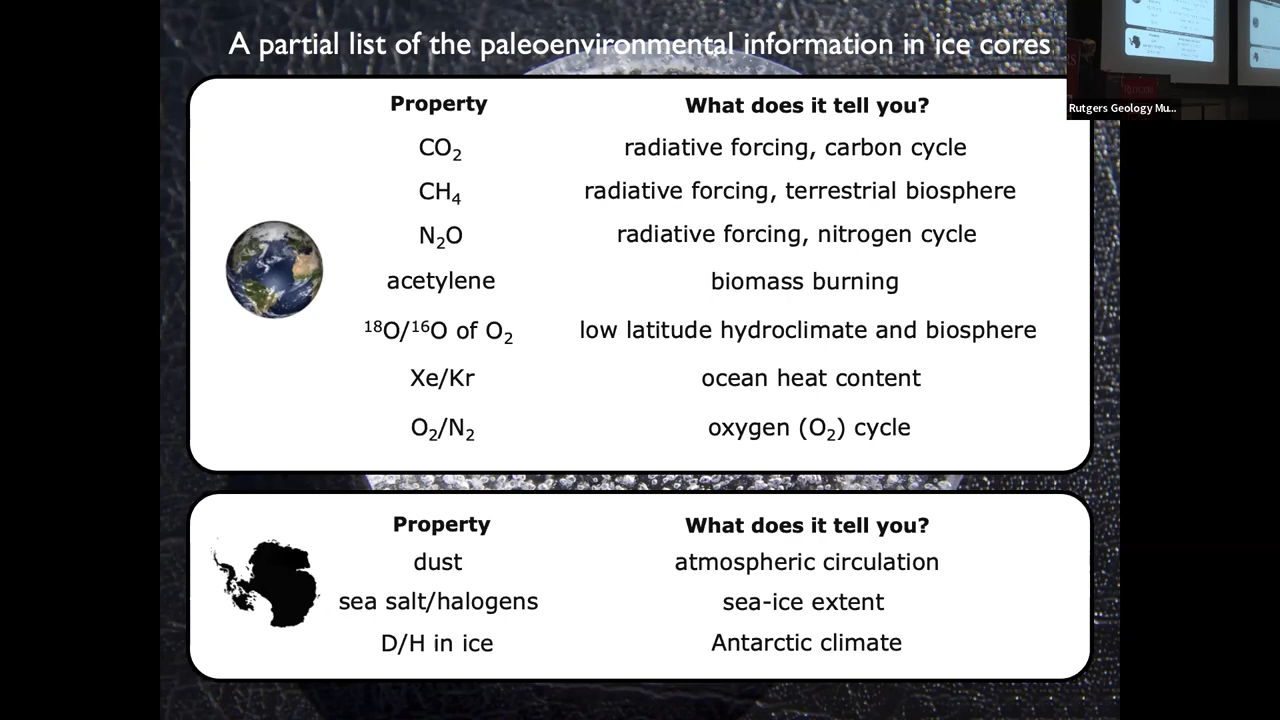 A partial list of the paleoenvironmental information in ice cores
Rutgers Geology Mu...
Property What does it tell you?
CO₂ radiative forcing, carbon cycle
CH₄ radiative forcing, terrestrial biosphere
N₂O radiative forcing, nitrogen cycle
acetylene biomass burning
¹⁸O/¹⁶O of O₂ low latitude hydroclimate and biosphere
Xe/Kr ocean heat content
O₂/N₂ oxygen (O₂) cycle
Property What does it tell you?
dust atmospheric circulation
sea salt/halogens sea-ice extent
D/H in ice Antarctic climate